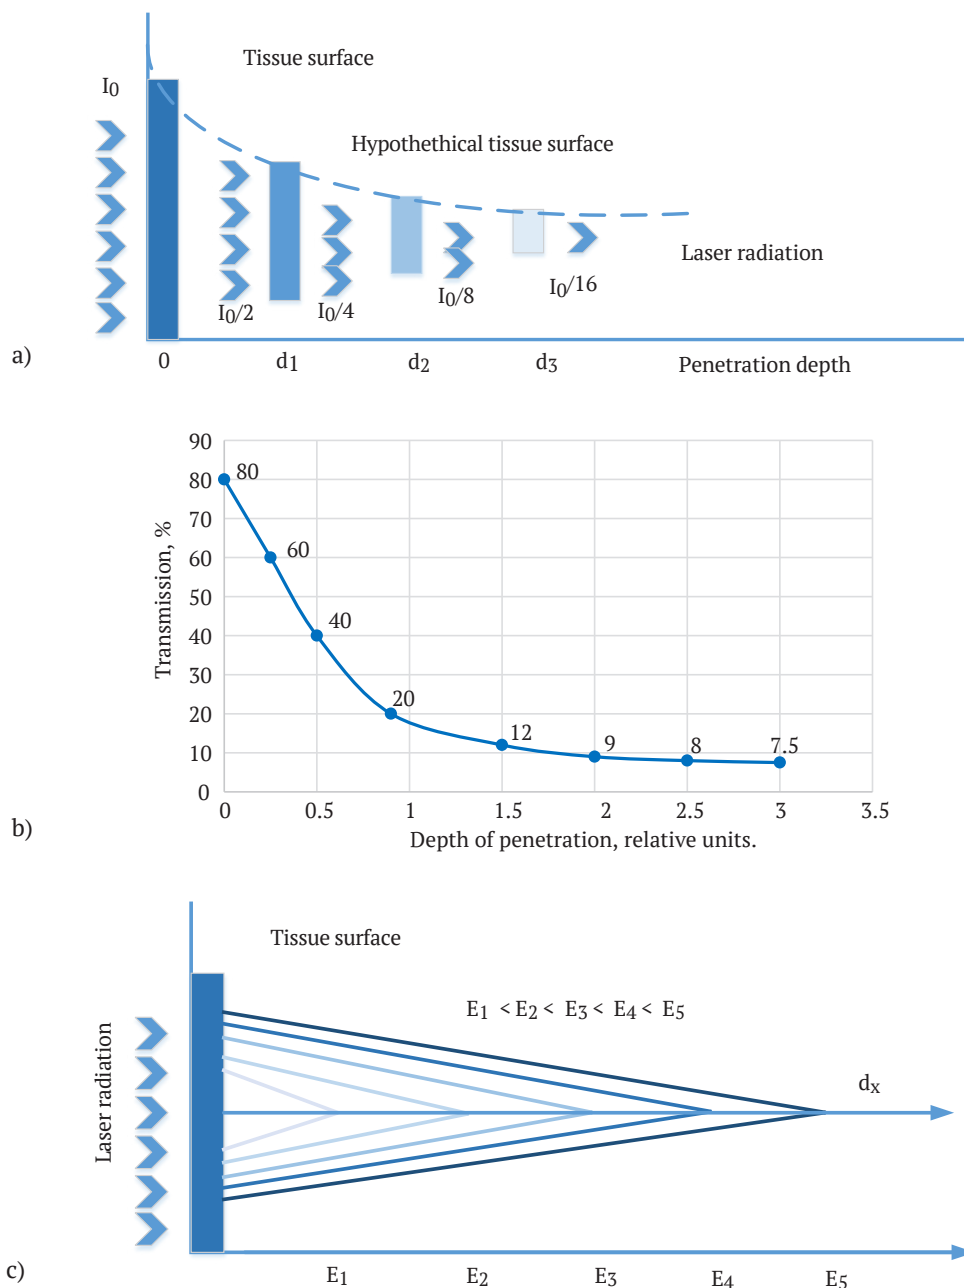 Tissue surface
I0
Hypothethical tissue surface
Laser radiation
I0/2
I0/4
I0/8
I0/16
a)
0
d1
d2
d3
Penetration depth
90
80
70
60
50
40
30
20
10
0
Transmission, %
80
60
40
20
12
9
8
7.5
0
0.5
1
1.5
2
2.5
3
3.5
b)
Depth of penetration, relative units.
Tissue surface
E1 < E2 < E3 < E4 < E5
Laser radiation
dx
c)
E1
E2
E3
E4
E5